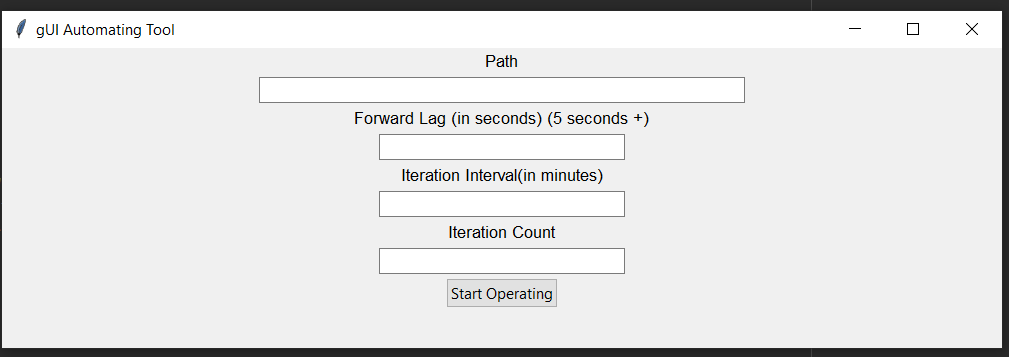 gUI Automating Tool
Path
Forward Lag (in seconds) (5 seconds +)
Iteration Interval(in minutes)
Iteration Count
Start Operating